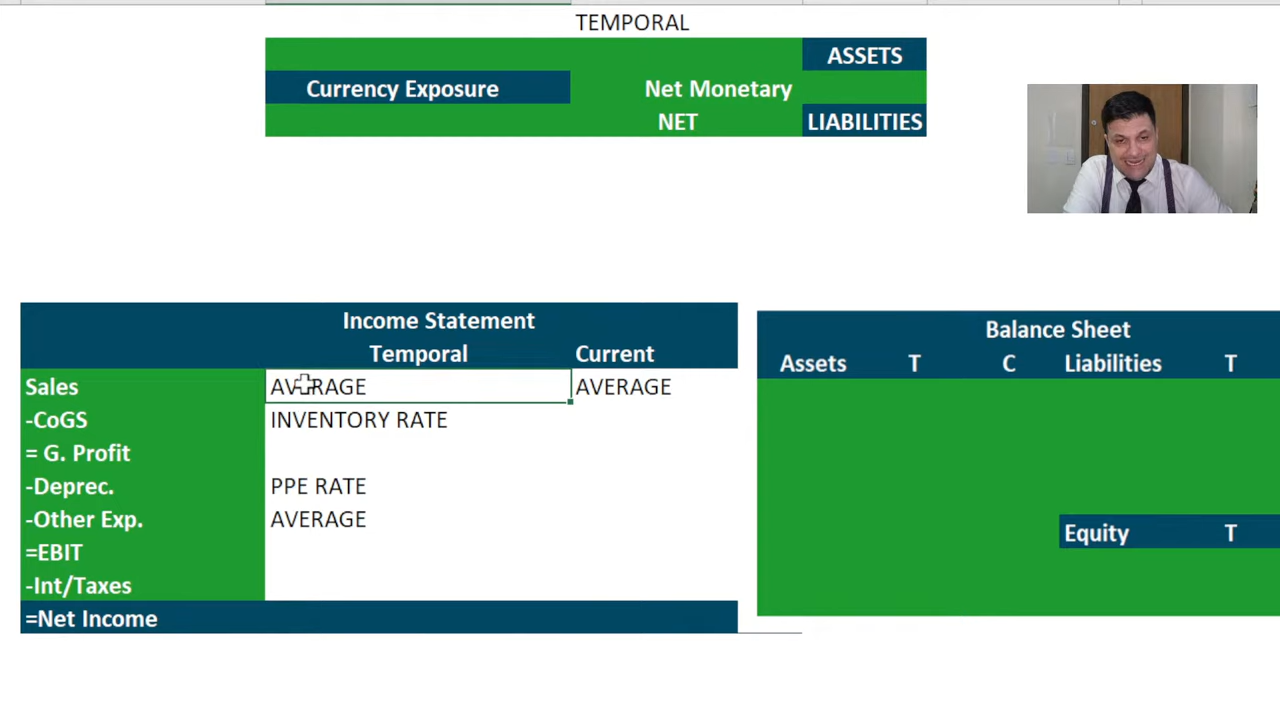 TEMPORAL
ASSETS
Currency Exposure Net Monetary
NET LIABILITIES
Income Statement
Temporal Current
Sales AVERAGE AVERAGE
-CoGS INVENTORY RATE
= G. Profit
-Deprec. PPE RATE
-Other Exp. AVERAGE
=EBIT
-Int/Taxes
=Net Income
Balance Sheet
Assets T C Liabilities T
Equity T